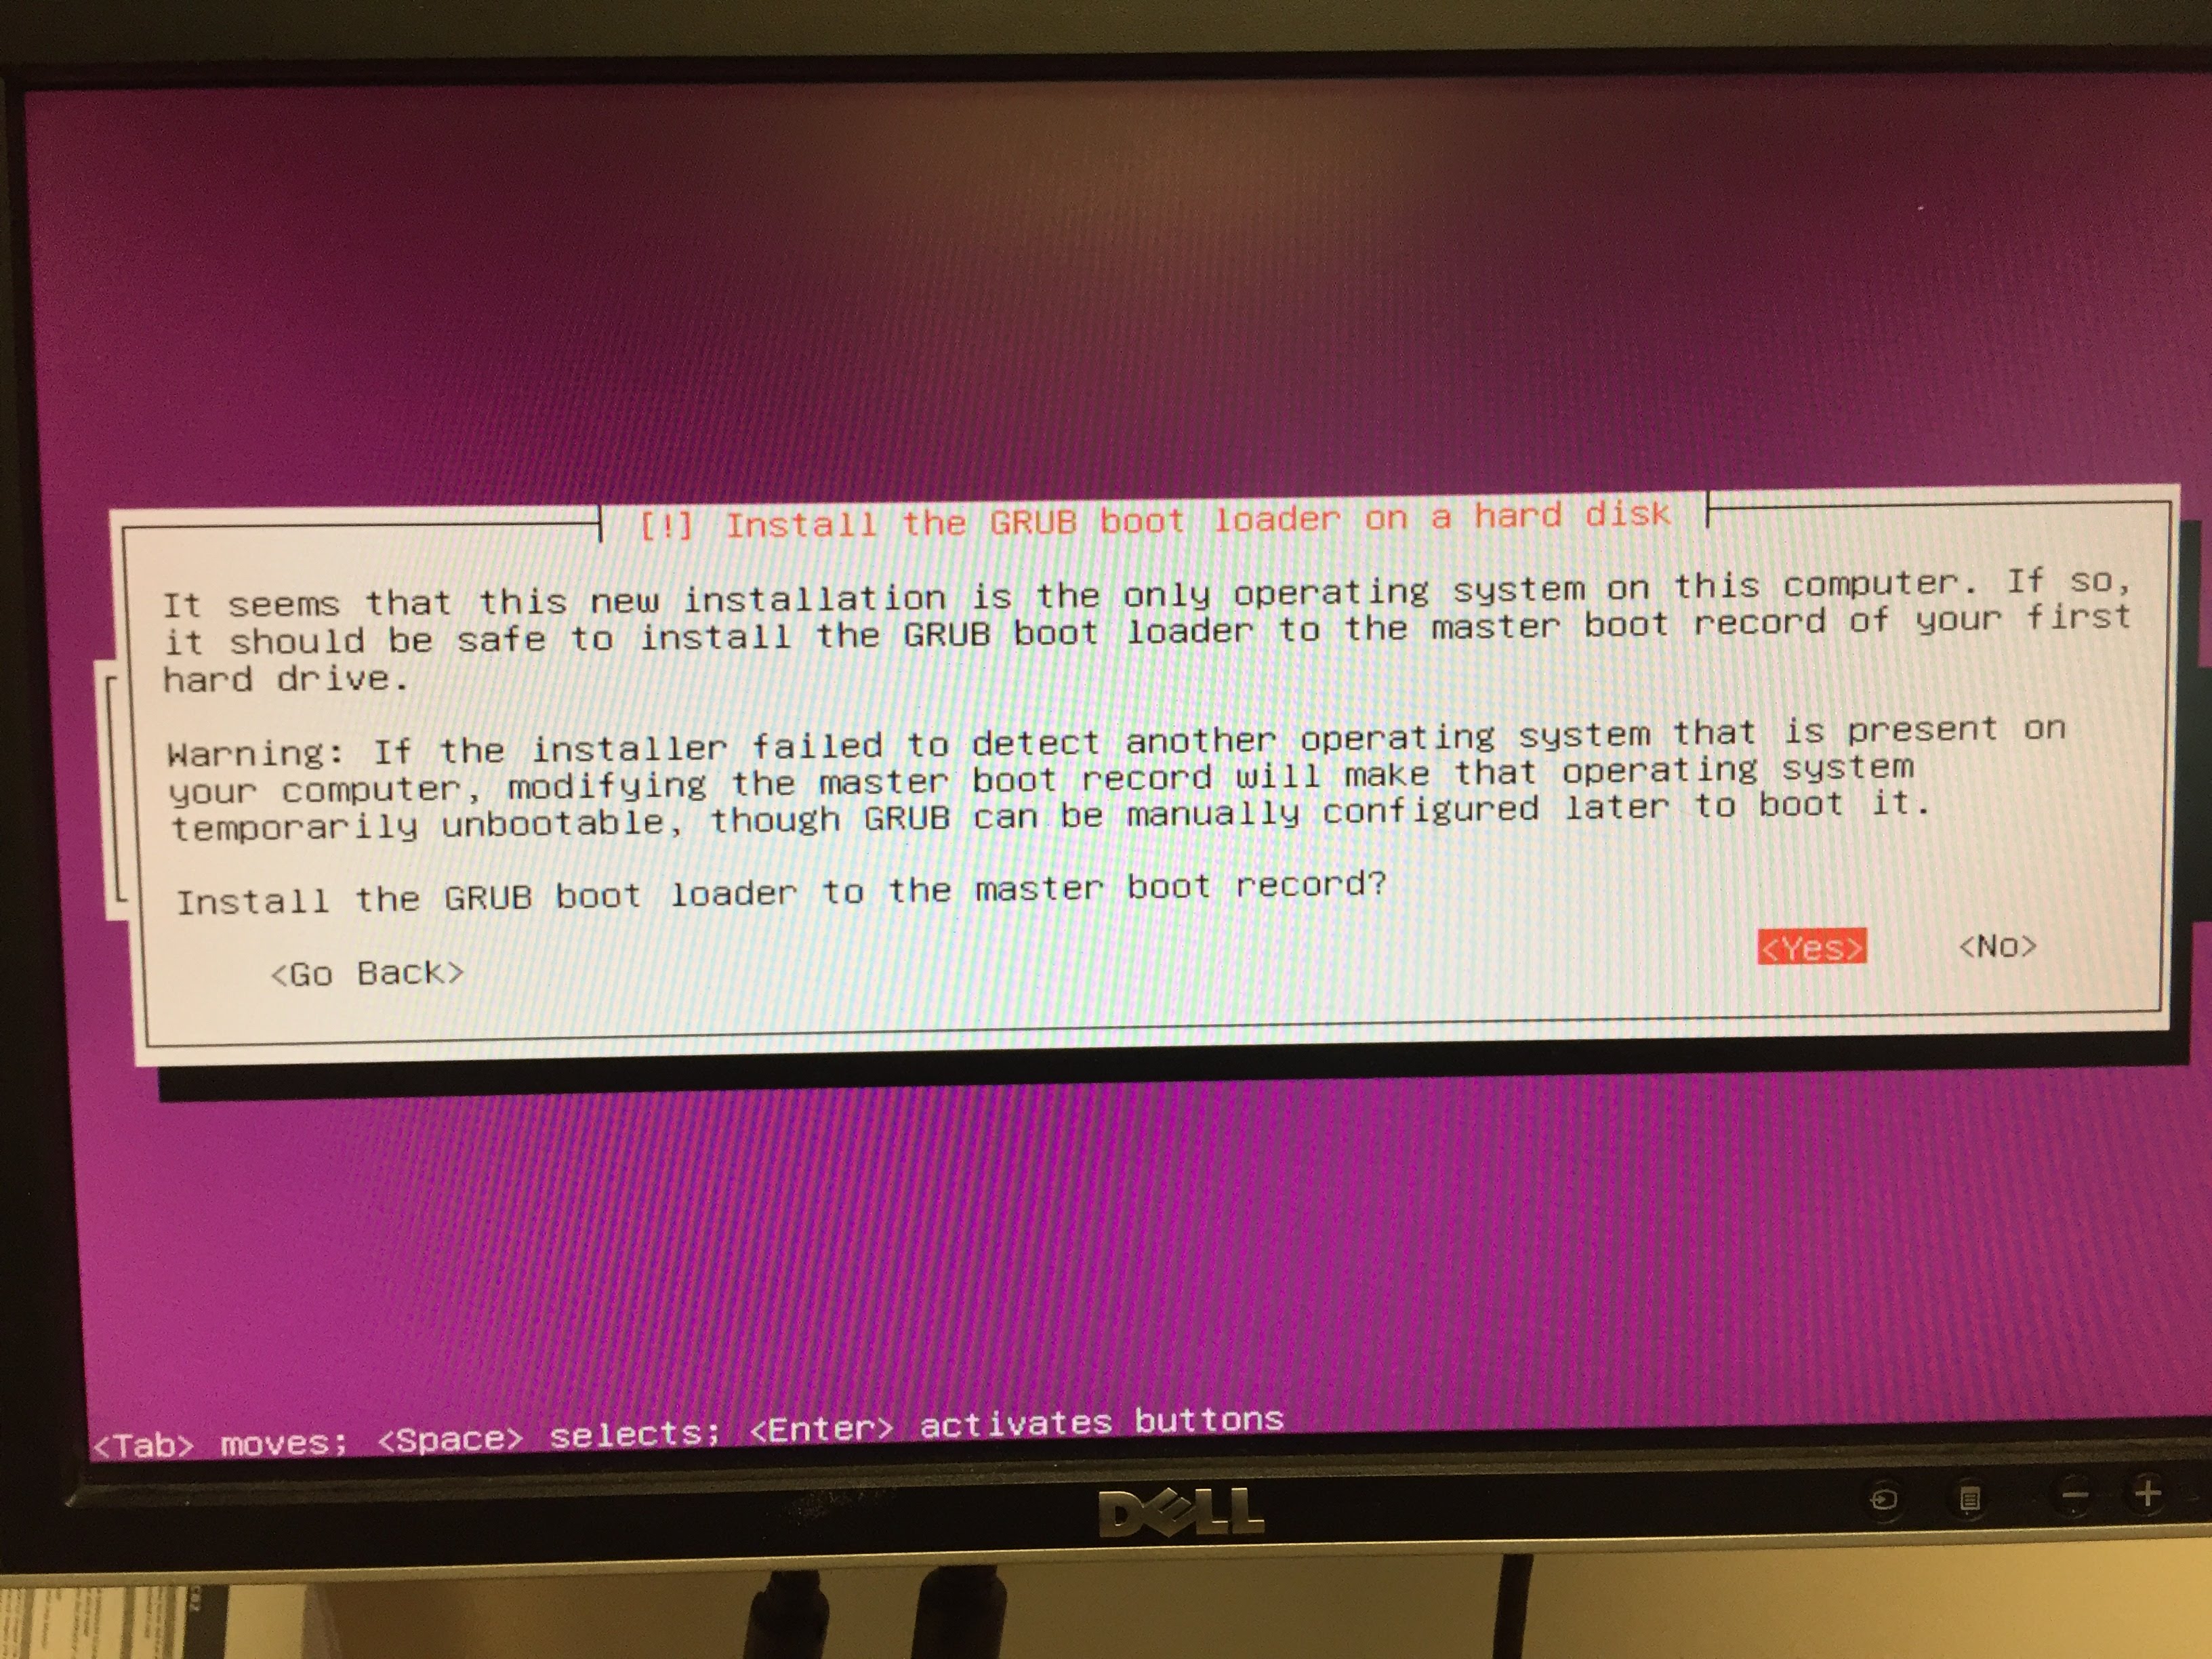 [!] Install the GRUB boot loader on a hard disk
It seems that this new installation is the only operating system on this computer. If so,
it should be safe to install the GRUB boot loader to the master boot record of your first
hard drive.
Warning: If the installer failed to detect another operating system that is present on
your computer, modifying the master boot record will make that operating system
temporarily unbootable, though GRUB can be manually configured later to boot it.
Install the GRUB boot loader to the master boot record?
<Go Back> <Yes> <No>
<Tab> moves; <Space> selects; <Enter> activates buttons
DELL